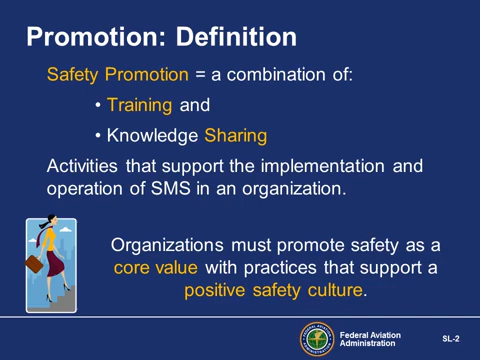 Promotion: Definition
Safety Promotion = a combination of:
• Training and
• Knowledge Sharing
Activities that support the implementation and
operation of SMS in an organization.
Organizations must promote safety as a
core value with practices that support a
positive safety culture.
Federal Aviation
Administration
SL-2